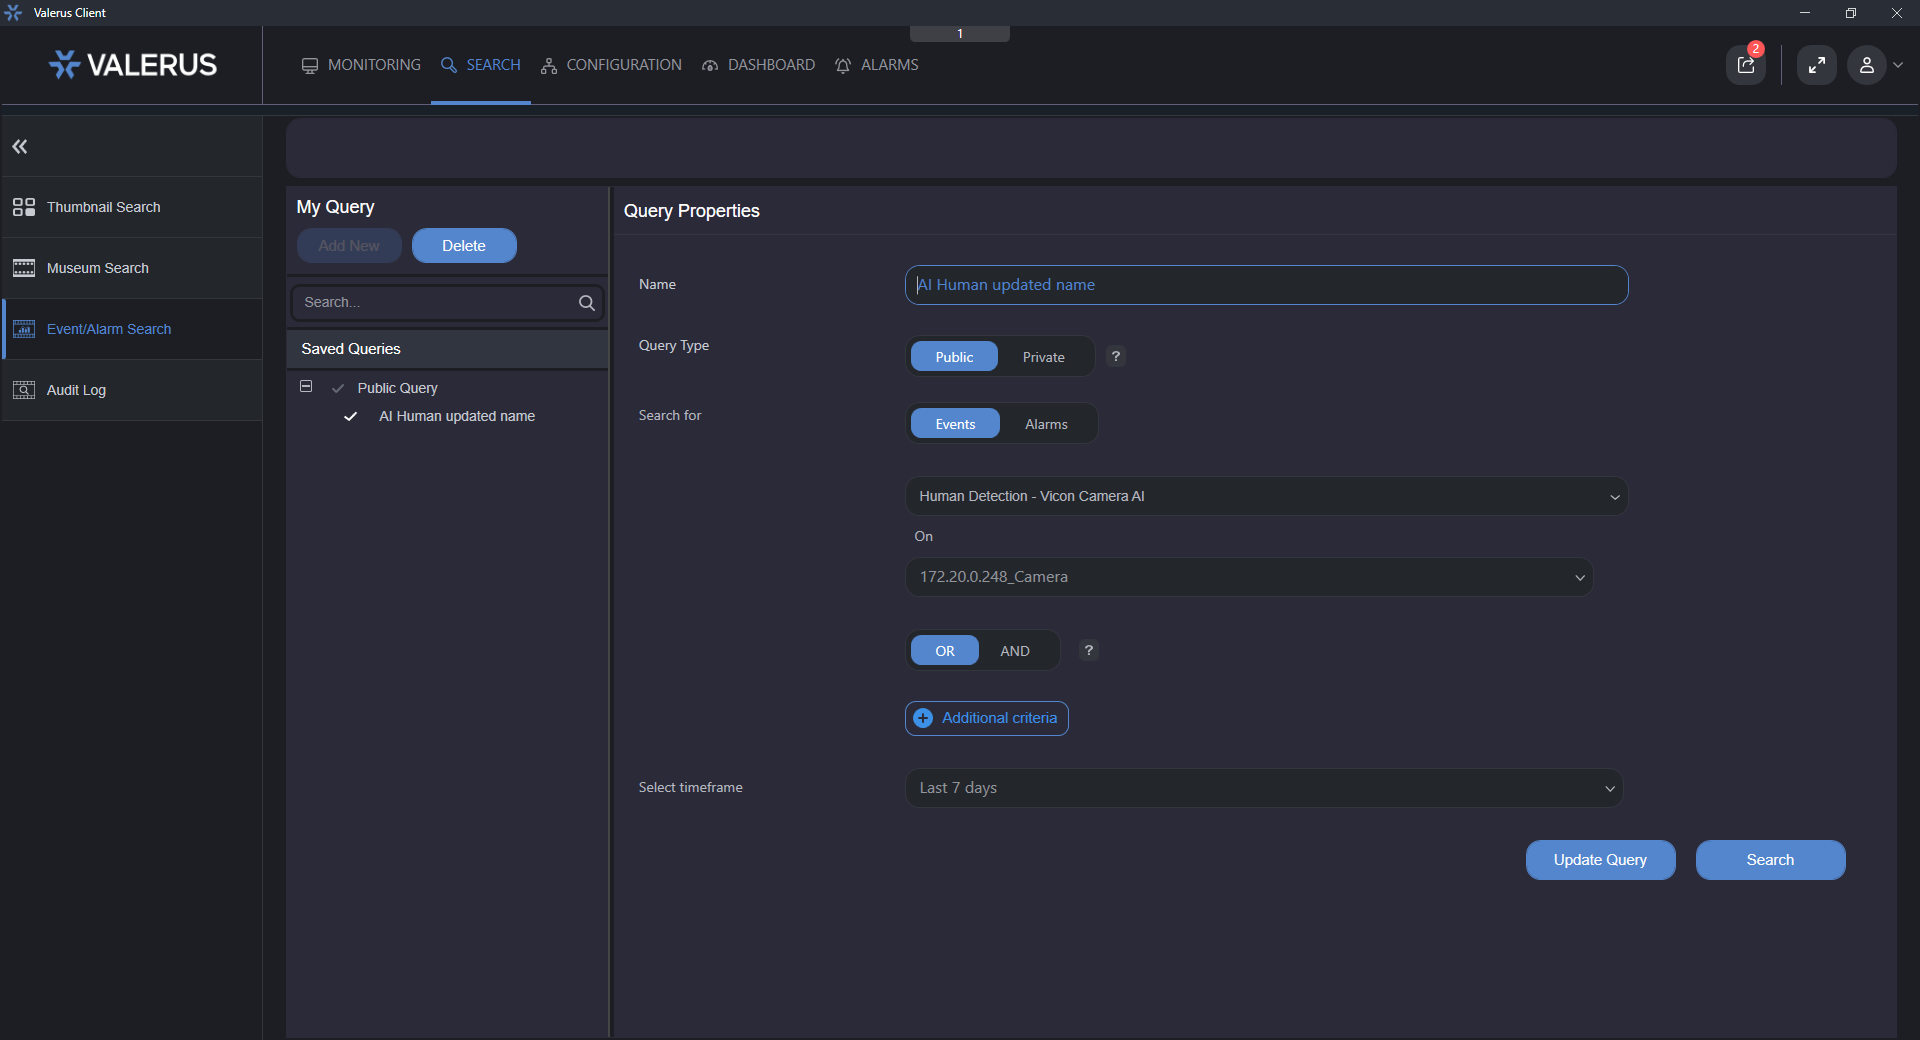 Valerus Client
1
VALERUS
MONITORING
SEARCH
CONFIGURATION
DASHBOARD
ALARMS
2
Thumbnail Search
Museum Search
Event/Alarm Search
Audit Log
My Query
Add New
Delete
Search...
Saved Queries
Public Query
AI Human updated name
Query Properties
Name
AI Human updated name
Query Type
Public
Private
?
Search for
Events
Alarms
Human Detection - Vicon Camera AI
On
172.20.0.248_Camera
OR
AND
?
Additional criteria
Select timeframe
Last 7 days
Update Query
Search